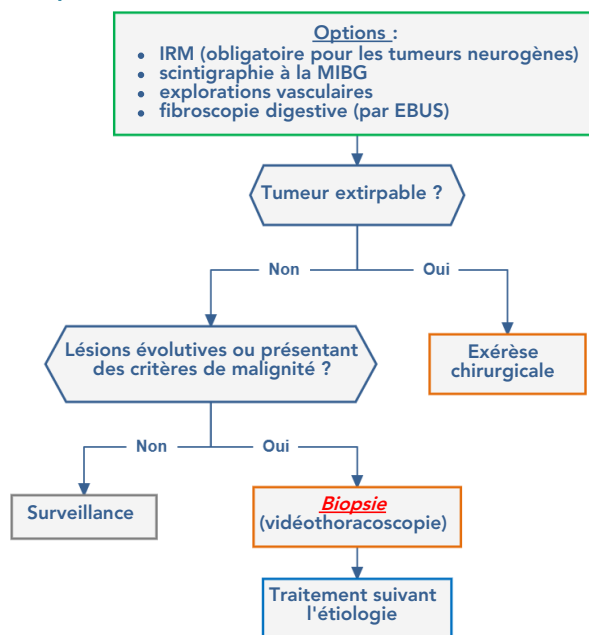 Options :
• IRM (obligatoire pour les tumeurs neurogènes)
• scintigraphie à la MIBG
• explorations vasculaires
• fibroscopie digestive (par EBUS)
Tumeur extirpable ?
Non
Oui
Lésions évolutives ou présentant
des critères de malignité ?
Exérèse
chirurgicale
Non
Oui
Surveillance
Biopsie
(vidéothoracoscopie)
Traitement suivant
l'étiologie